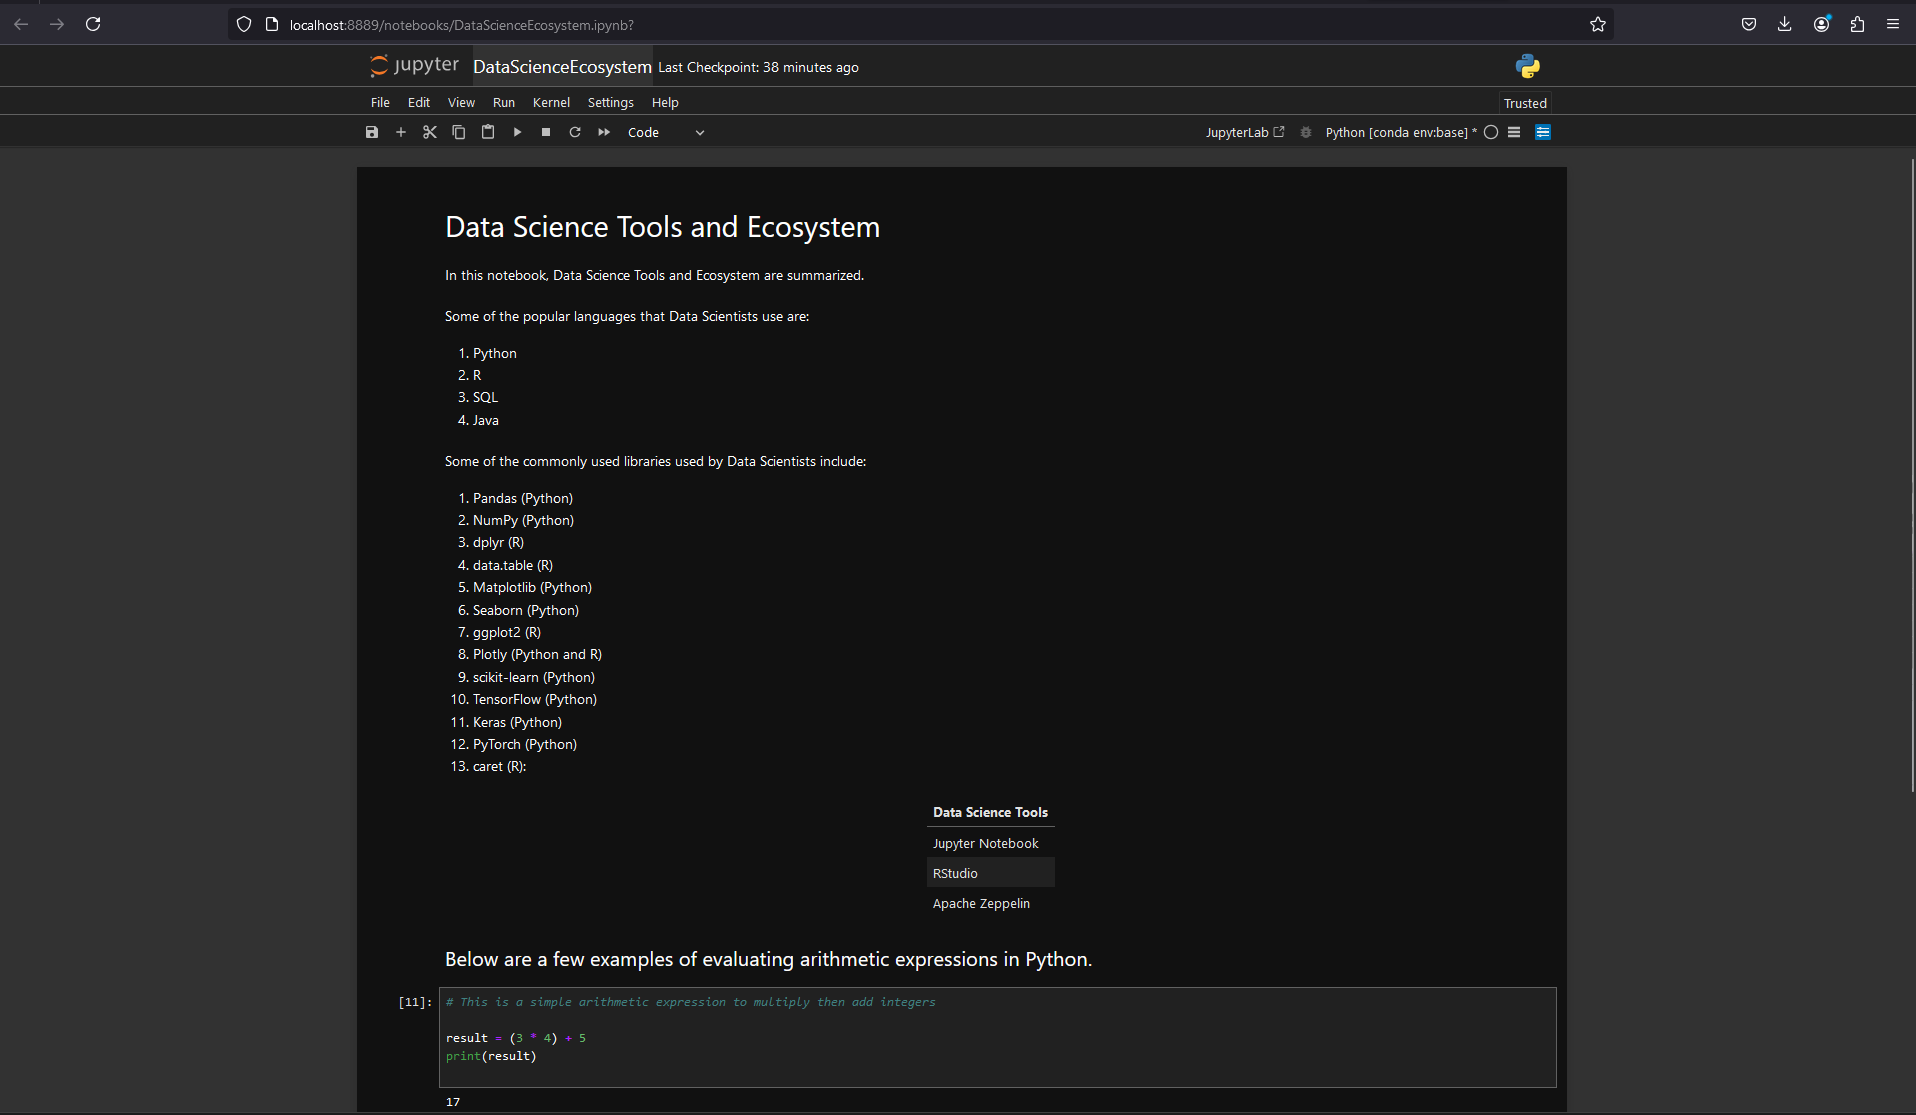 localhost:8889/notebooks/DataScienceEcosystem.ipynb?
jupyter DataScienceEcosystem Last Checkpoint: 38 minutes ago
File Edit View Run Kernel Settings Help Trusted
Code JupyterLab Python [conda env:base] *
Data Science Tools and Ecosystem
In this notebook, Data Science Tools and Ecosystem are summarized.
Some of the popular languages that Data Scientists use are:
1. Python
2. R
3. SQL
4. Java
Some of the commonly used libraries used by Data Scientists include:
1. Pandas (Python)
2. NumPy (Python)
3. dplyr (R)
4. data.table (R)
5. Matplotlib (Python)
6. Seaborn (Python)
7. ggplot2 (R)
8. Plotly (Python and R)
9. scikit-learn (Python)
10. TensorFlow (Python)
11. Keras (Python)
12. PyTorch (Python)
13. caret (R):
Data Science Tools
Jupyter Notebook
RStudio
Apache Zeppelin
Below are a few examples of evaluating arithmetic expressions in Python.
[11]: # This is a simple arithmetic expression to multiply then add integers
result = (3 * 4) + 5
print(result)
17